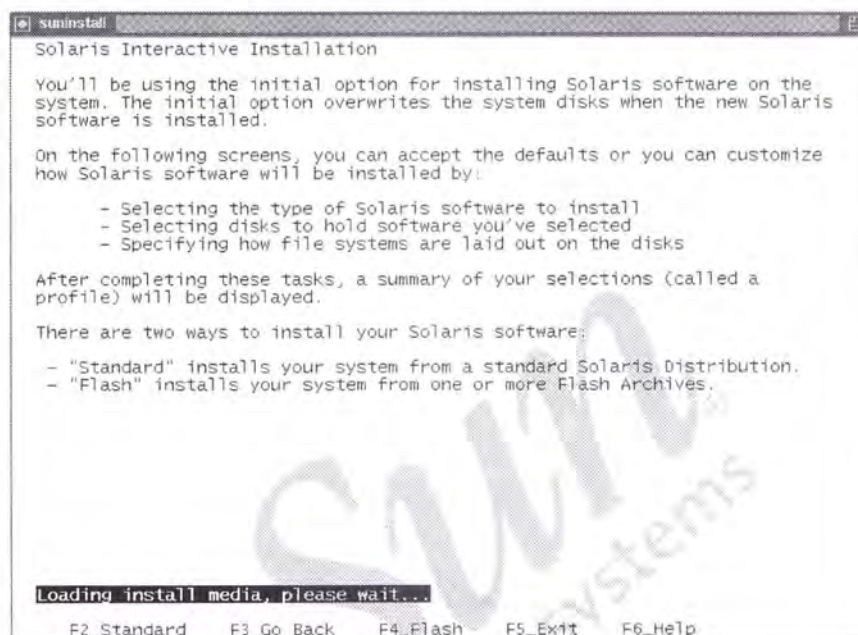 suninstall
Solaris Interactive Installation
You'll be using the initial option for installing Solaris software on the
system. The initial option overwrites the system disks when the new Solaris
software is installed.
On the following screens, you can accept the defaults or you can customize
how Solaris software will be installed by:
- Selecting the type of Solaris software to install
- Selecting disks to hold software you've selected
- Specifying how file systems are laid out on the disks
After completing these tasks, a summary of your selections (called a
profile) will be displayed.
There are two ways to install your Solaris software:
- "Standard" installs your system from a standard Solaris Distribution.
- "Flash" installs your system from one or more Flash Archives.
Sun
systems
Loading install media, please wait...
F2_Standard F3_Go Back F4_Flash F5_Exit F6_Help